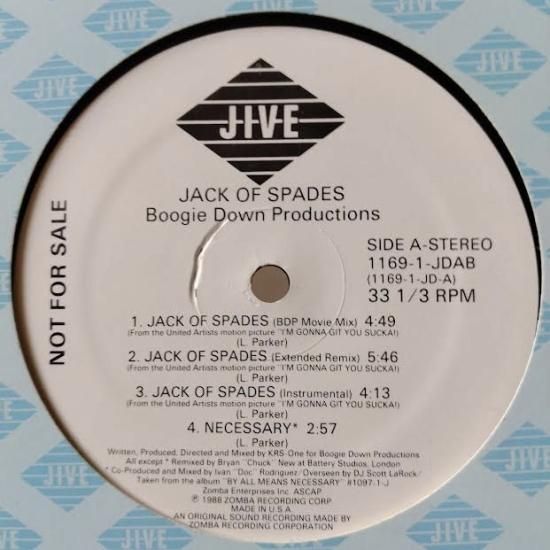 JIVE
JACK OF SPADES
Boogie Down Productions
NOT FOR SALE
SIDE A-STEREO
1169-1-JDAB
(1169-1-JD-A)
33 1/3 RPM
1. JACK OF SPADES (BDP Movie Mix) 4:49
(From the United Artists motion picture "I'M GONNA GIT YOU SUCKA!)
(L. Parker)
2. JACK OF SPADES (Extended Remix) 5:46
(From the United Artists motion picture "I'M GONNA GIT YOU SUCKA!)
(L. Parker)
3. JACK OF SPADES (Instrumental) 4:13
(From the United Artists motion picture "I'M GONNA GIT YOU SUCKA!)
(L. Parker)
4. NECESSARY* 2:57
(L. Parker)
Written, Produced, Directed and Mixed by KRS-One for Boogie Down Productions
All except * Remixed by Bryan "Chuck" New at Battery Studios, London
* Co-Produced and Mixed by Ivan "Doc" Rodriguez/Overseen by DJ Scott LaRock/
Taken from the album "BY ALL MEANS NECESSARY" #1097-1-J
Zomba Enterprises Inc. ASCAP
℗ 1988 ZOMBA RECORDING CORP.
MADE IN U.S.A
AN ORIGINAL SOUND RECORDING MADE BY
ZOMBA RECORDING CORPORATION
JIVE
JIVE
JIVE
JIVE
JIVE